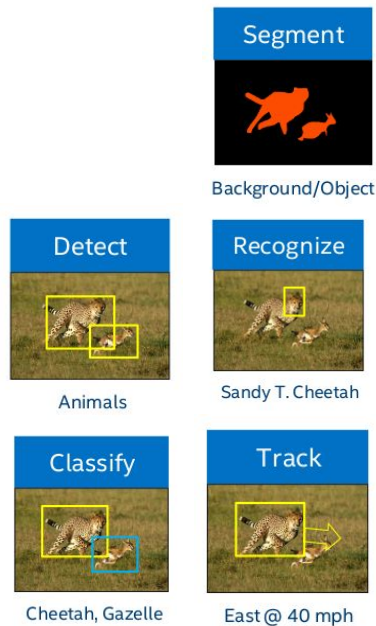 Segment
Background/Object
Detect
Animals
Recognize
Sandy T. Cheetah
Classify
Cheetah, Gazelle
Track
East @ 40 mph